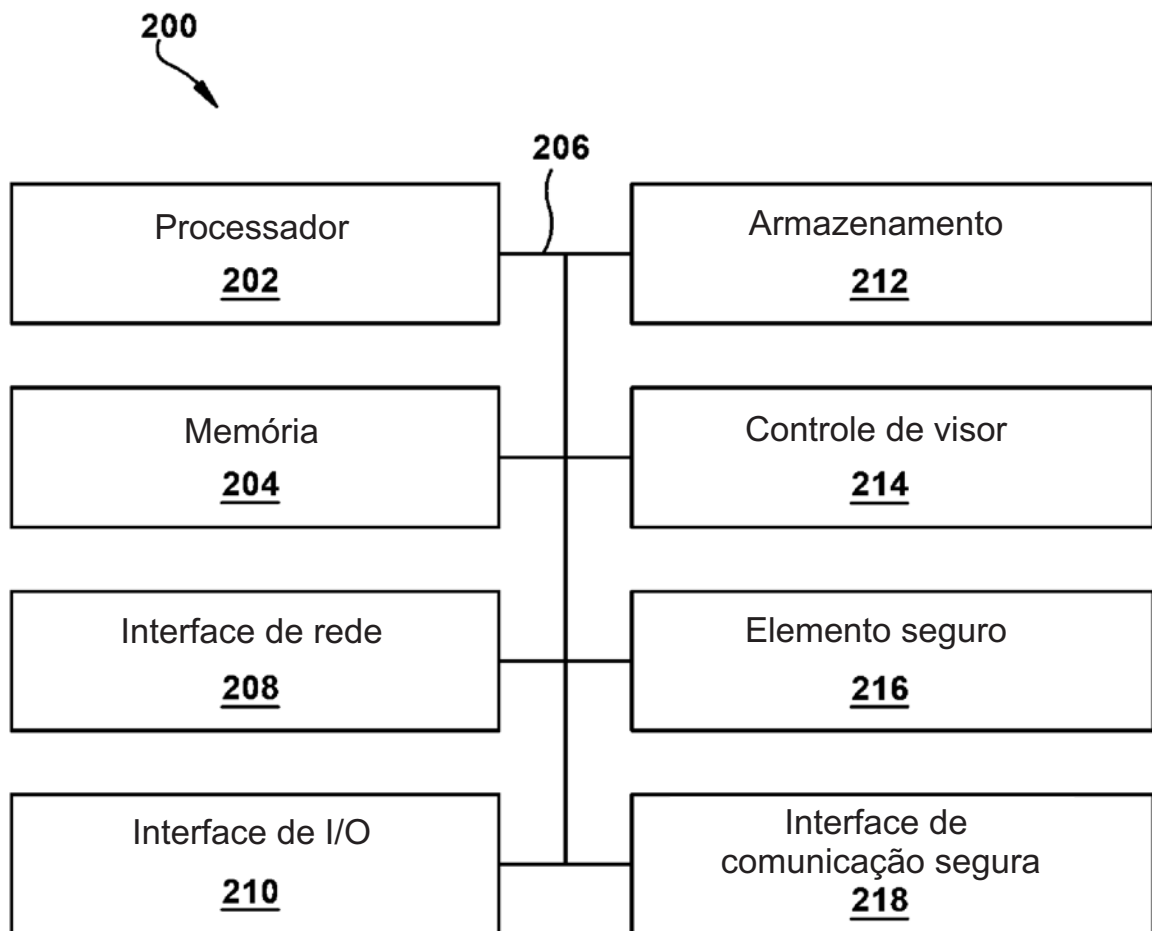 200
206
Processador
202
Armazenamento
212
Memória
204
Controle de visor
214
Interface de rede
208
Elemento seguro
216
Interface de I/O
210
Interface de
comunicação segura
218